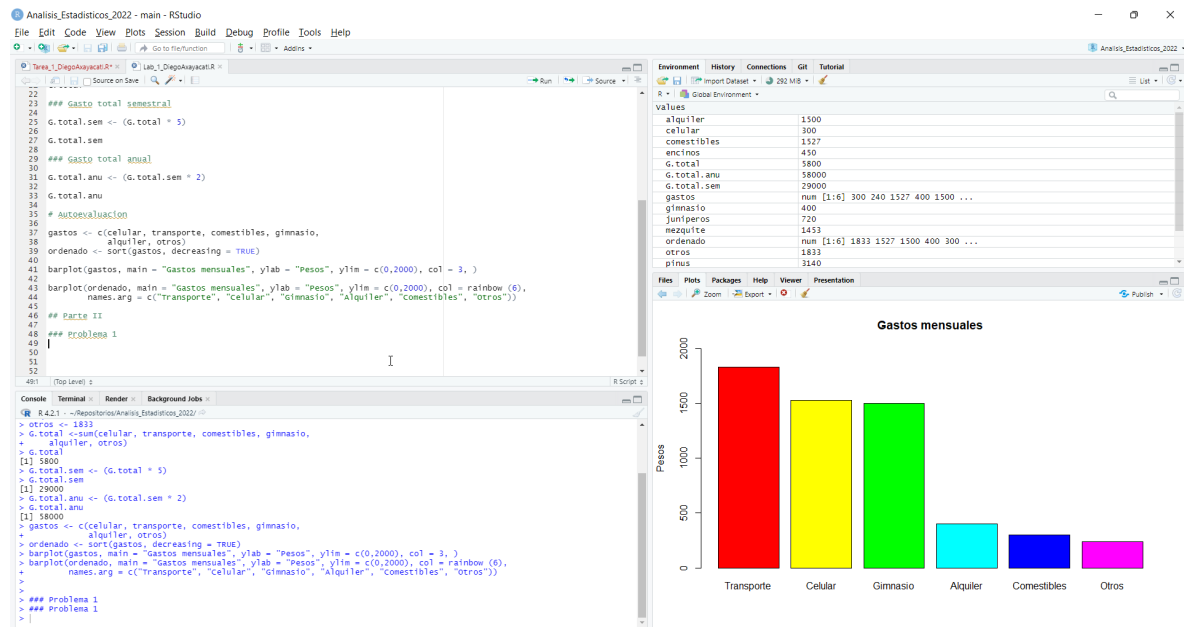 Analisis_Estadisticos_2022 - main - RStudio
File Edit Code View Plots Session Build Debug Profile Tools Help
Go to file/function Addins
Analisis_Estadisticos_2022
Tarea_1_DiegoAxayacatl.R* Lab_1_DiegoAxayacatl.R
Source on Save Run Source
22
23 ### Gasto total semestral
24
25 G.total.sem <- (G.total * 5)
26
27 G.total.sem
28
29 ### Gasto total anual
30
31 G.total.anu <- (G.total.sem * 2)
32
33 G.total.anu
34
35 # Autoevaluacion
36
37 gastos <- c(celular, transporte, comestibles, gimnasio,
38 alquiler, otros)
39 ordenado <- sort(gastos, decreasing = TRUE)
40
41 barplot(gastos, main = "Gastos mensuales", ylab = "Pesos", ylim = c(0,2000), col = 3, )
42
43 barplot(ordenado, main = "Gastos mensuales", ylab = "Pesos", ylim = c(0,2000), col = rainbow (6),
44 names.arg = c("Transporte", "Celular", "Gimnasio", "Alquiler", "Comestibles", "Otros"))
45
46 ## Parte II
47
48 ### Problema 1
49
50
51
52
49:1 (Top Level) R Script
Console Terminal Render Background Jobs
R 4.2.1 · ~/Repositorios/Analisis_Estadisticos_2022/
> otros <- 1833
> G.total <-sum(celular, transporte, comestibles, gimnasio,
+ alquiler, otros)
> G.total
[1] 5800
> G.total.sem <- (G.total * 5)
> G.total.sem
[1] 29000
> G.total.anu <- (G.total.sem * 2)
> G.total.anu
[1] 58000
> gastos <- c(celular, transporte, comestibles, gimnasio,
+ alquiler, otros)
> ordenado <- sort(gastos, decreasing = TRUE)
> barplot(gastos, main = "Gastos mensuales", ylab = "Pesos", ylim = c(0,2000), col = 3, )
> barplot(ordenado, main = "Gastos mensuales", ylab = "Pesos", ylim = c(0,2000), col = rainbow (6),
+ names.arg = c("Transporte", "Celular", "Gimnasio", "Alquiler", "Comestibles", "Otros"))
>
>
> ### Problema 1
> ### Problema 1
>
Environment History Connections Git Tutorial
Import Dataset 292 MiB List
R Global Environment
values
alquiler 1500
celular 300
comestibles 1527
encinos 450
G.total 5800
G.total.anu 58000
G.total.sem 29000
gastos num [1:6] 300 240 1527 400 1500 ...
gimnasio 400
juniperos 720
mezquite 1453
ordenado num [1:6] 1833 1527 1500 400 300 ...
otros 1833
pinus 3140
Files Plots Packages Help Viewer Presentation
Zoom Export Publish
Gastos mensuales
Pesos
2000
1500
1000
500
0
Transporte Celular Gimnasio Alquiler Comestibles Otros